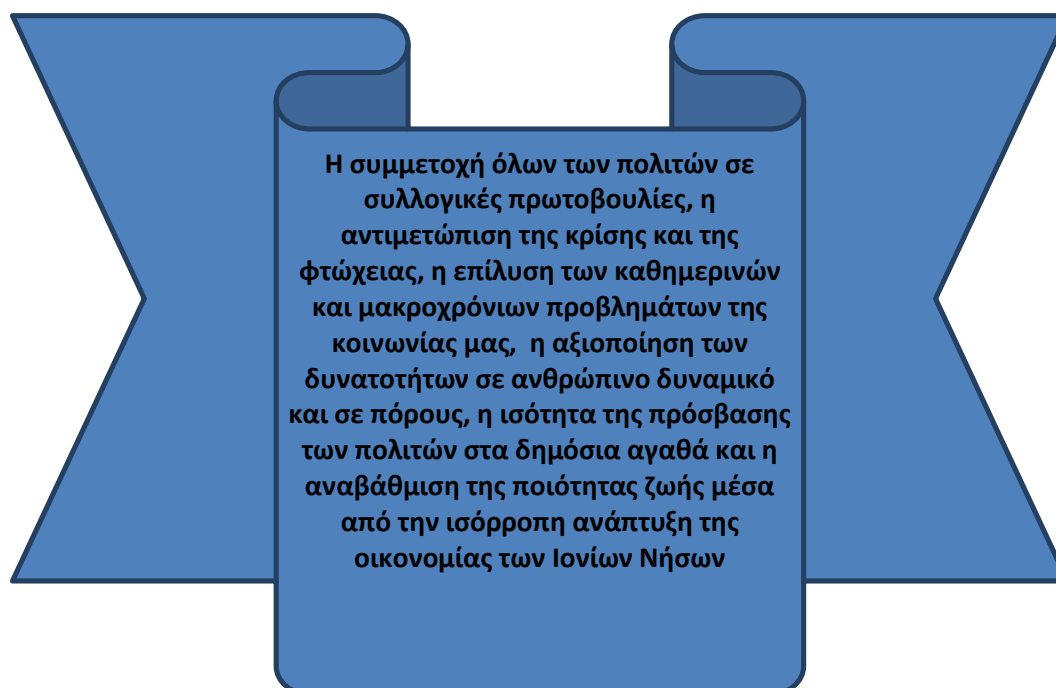 Η συμμετοχή όλων των πολιτών σε
συλλογικές πρωτοβουλίες, η
αντιμετώπιση της κρίσης και της
φτώχειας, η επίλυση των καθημερινών
και μακροχρόνιων προβλημάτων της
κοινωνίας μας, η αξιοποίηση των
δυνατοτήτων σε ανθρώπινο δυναμικό
και σε πόρους, η ισότητα της πρόσβασης
των πολιτών στα δημόσια αγαθά και η
αναβάθμιση της ποιότητας ζωής μέσα
από την ισόρροπη ανάπτυξη της
οικονομίας των Ιονίων Νήσων